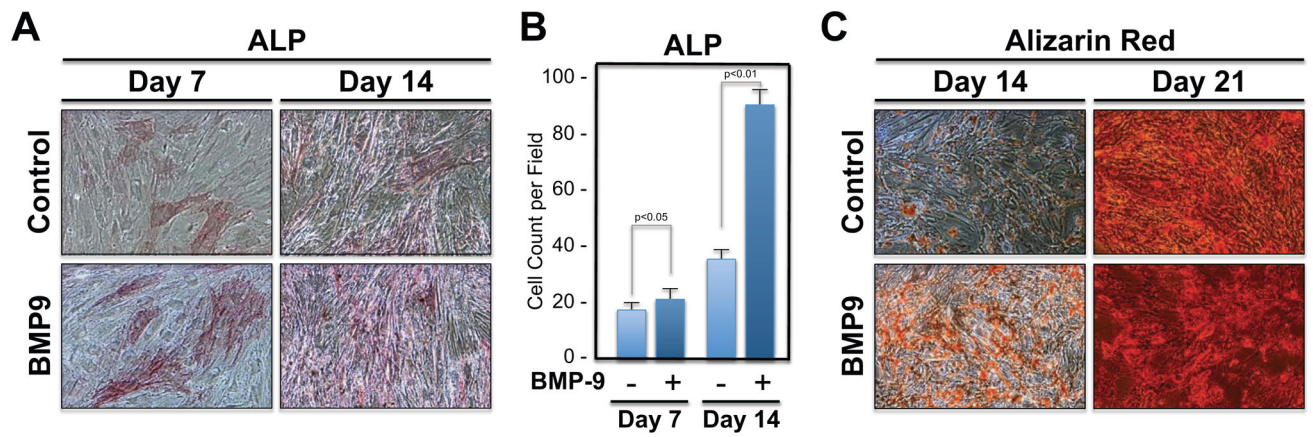 A
ALP
Day 7
Day 14
Control
BMP9
B
ALP
Cell Count per Field
100 -
80 -
60 -
40 -
20 -
0 -
p<0.05
p<0.01
BMP-9 - + - +
Day 7
Day 14
C
Alizarin Red
Day 14
Day 21
Control
BMP9